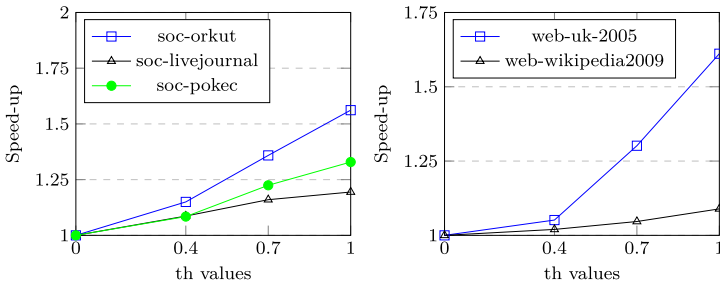 2
1.75
1.5
1.25
1
Speed-up
soc-orkut
soc-livejournal
soc-pokec
0
0.4
0.7
1
th values
1.75
1.5
1.25
1
Speed-up
web-uk-2005
web-wikipedia2009
0
0.4
0.7
1
th values